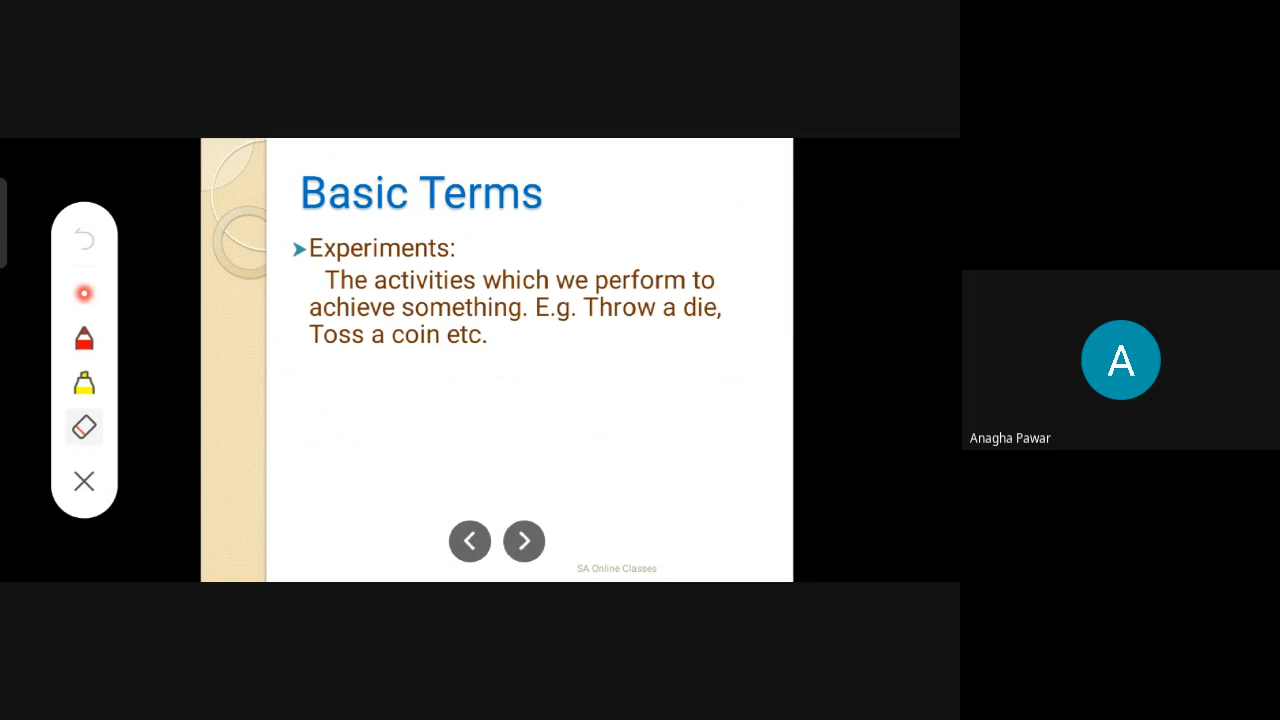 Basic Terms
Experiments:
The activities which we perform to
achieve something. E.g. Throw a die,
Toss a coin etc.
SA Online Classes
A
Anagha Pawar